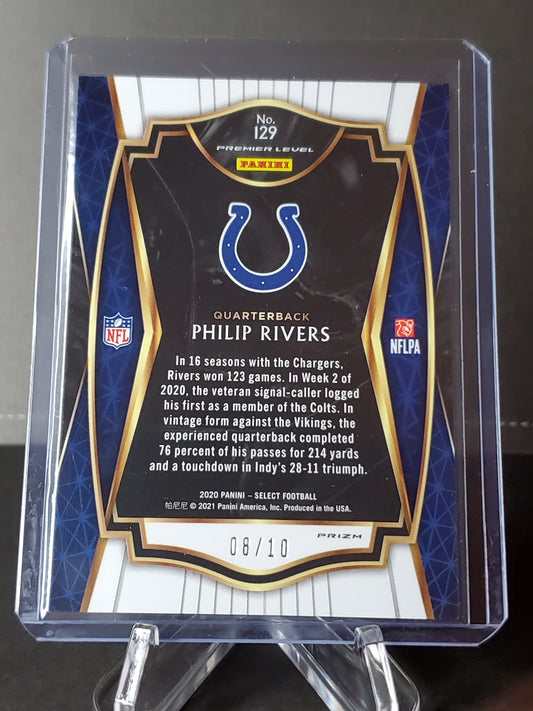 No.
129
PREMIER LEVEL
PANINI
QUARTERBACK
PHILIP RIVERS
NFL
NFLPA
In 16 seasons with the Chargers,
Rivers won 123 games. In Week 2 of
2020, the veteran signal-caller logged
his first as a member of the Colts. In
vintage form against the Vikings, the
experienced quarterback completed
76 percent of his passes for 214 yards
and a touchdown in Indy's 28-11 triumph.
2020 PANINI – SELECT FOOTBALL
帕尼尼 © 2021 Panini America, Inc. Produced in the USA.
08/10
PRIZM